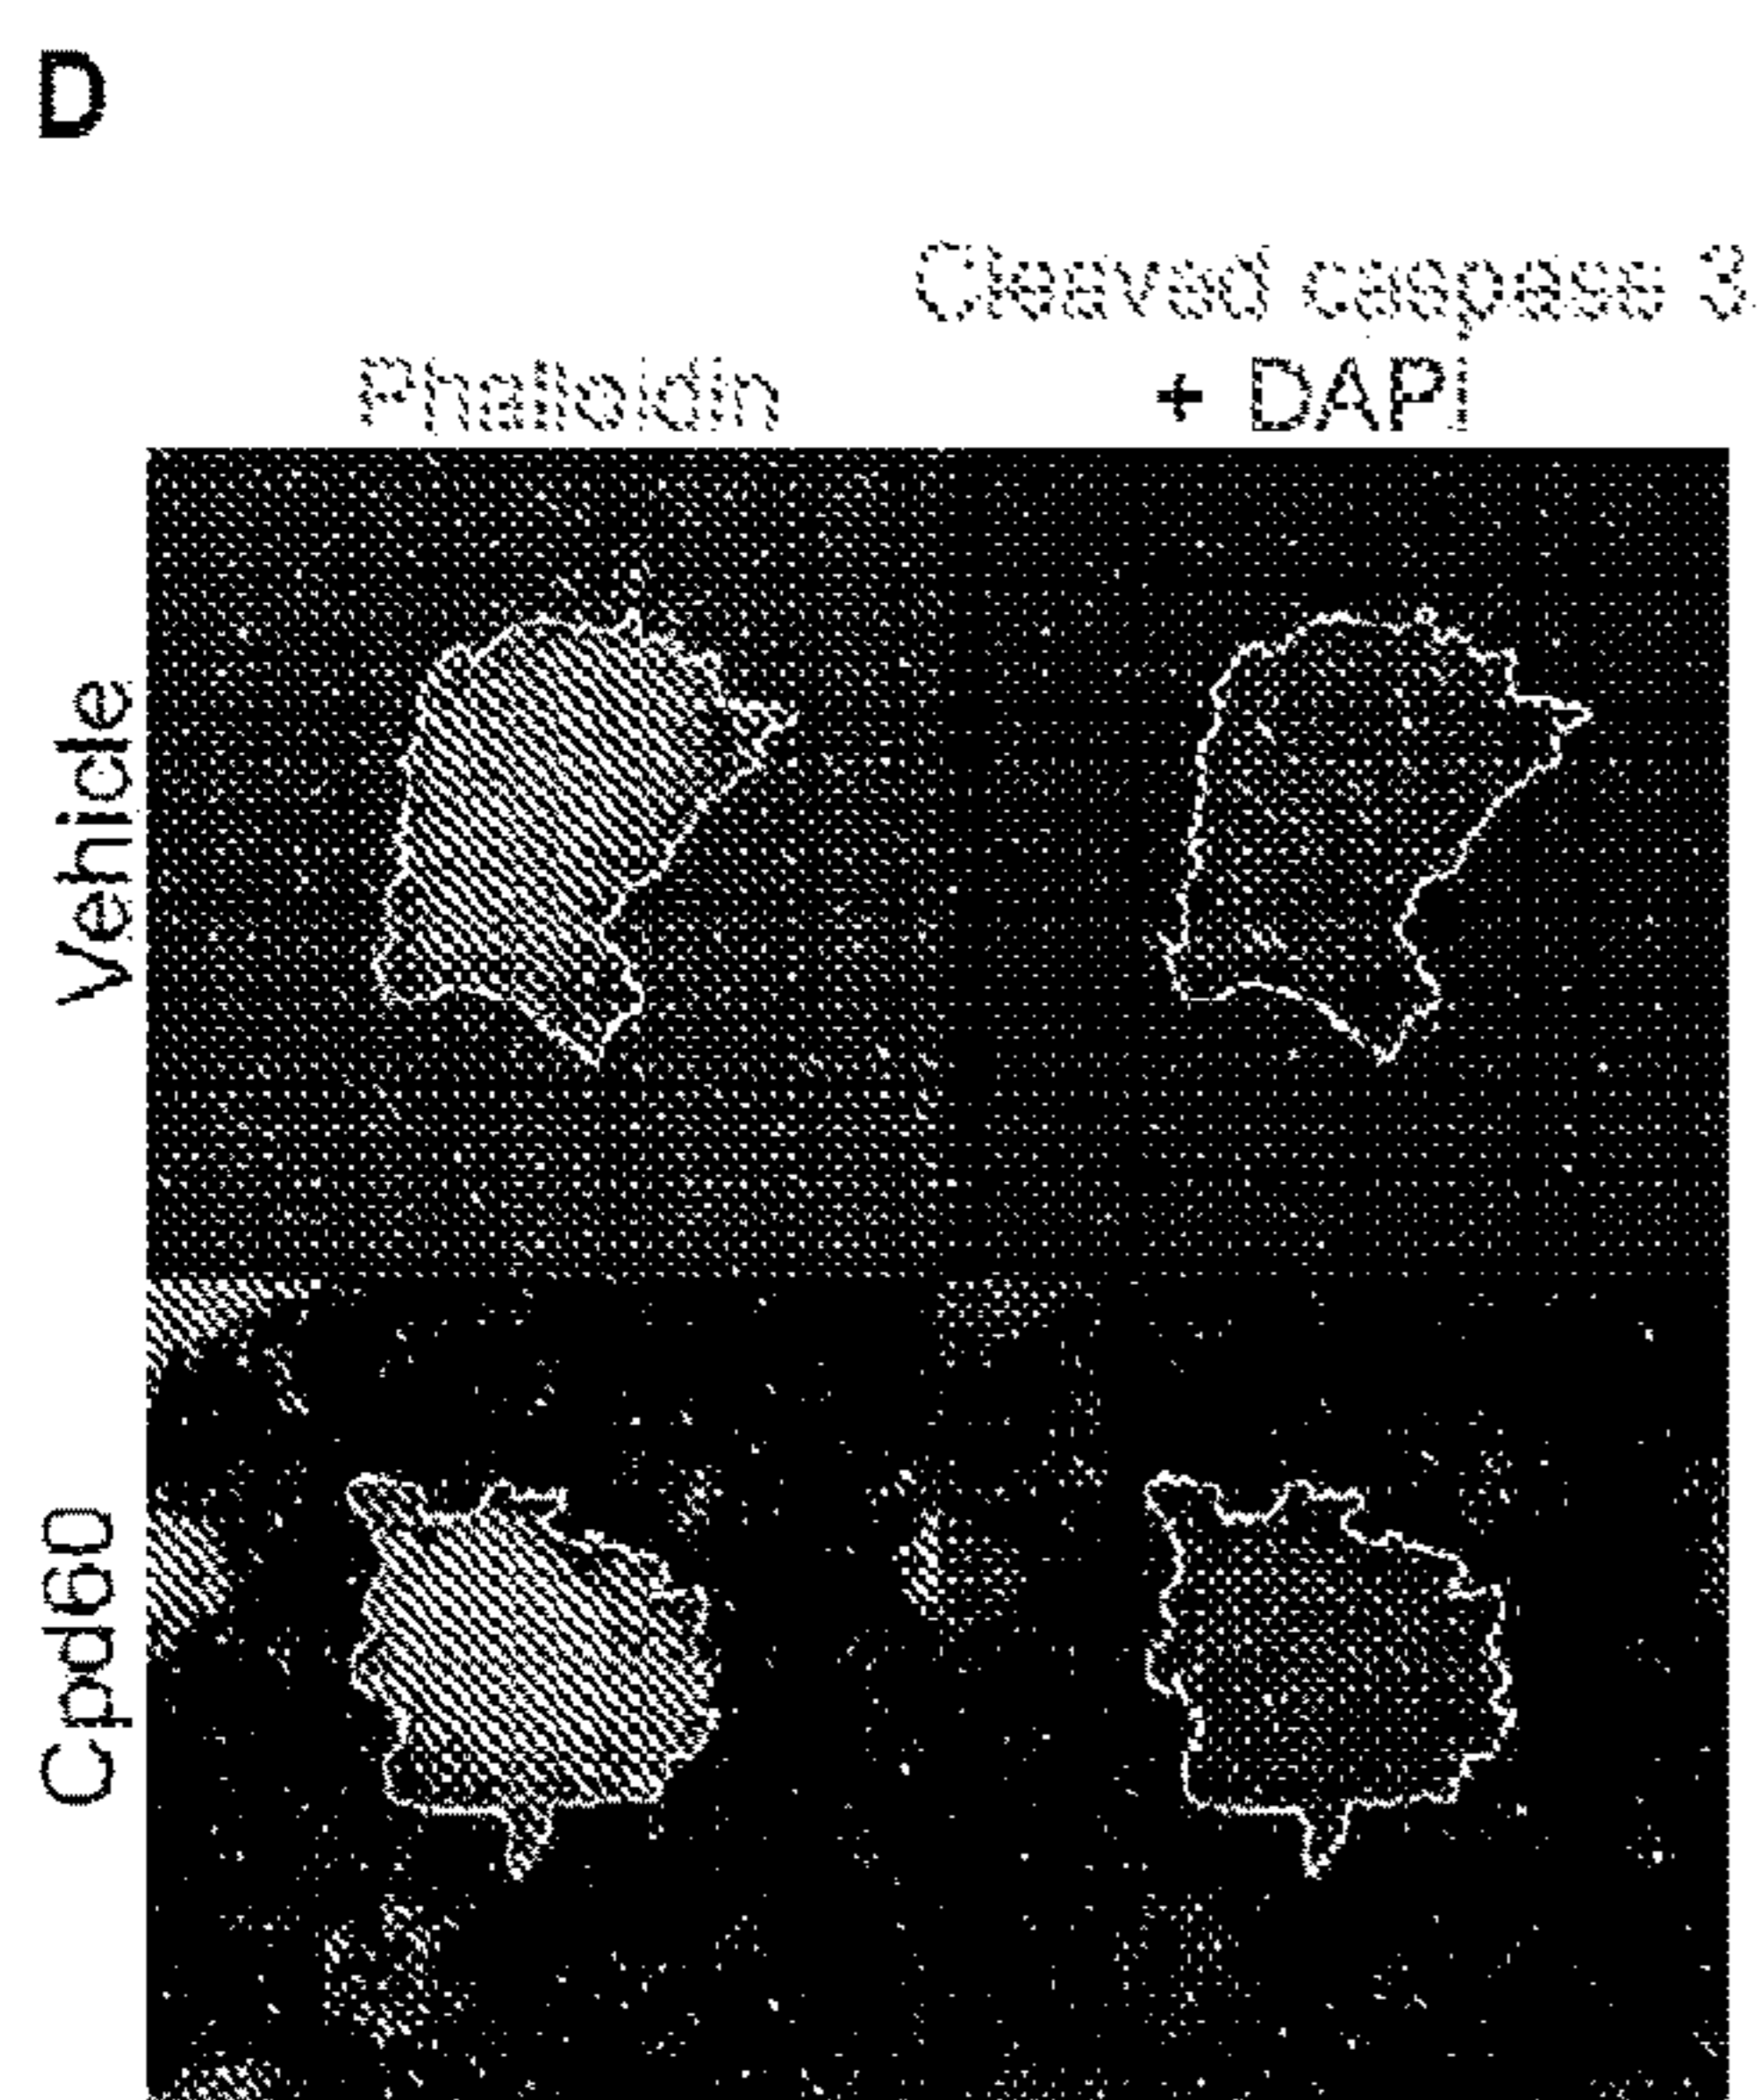 D
Cleaved caspase 3
Phalloidin
+ DAPI
Vehicle
Cpd60